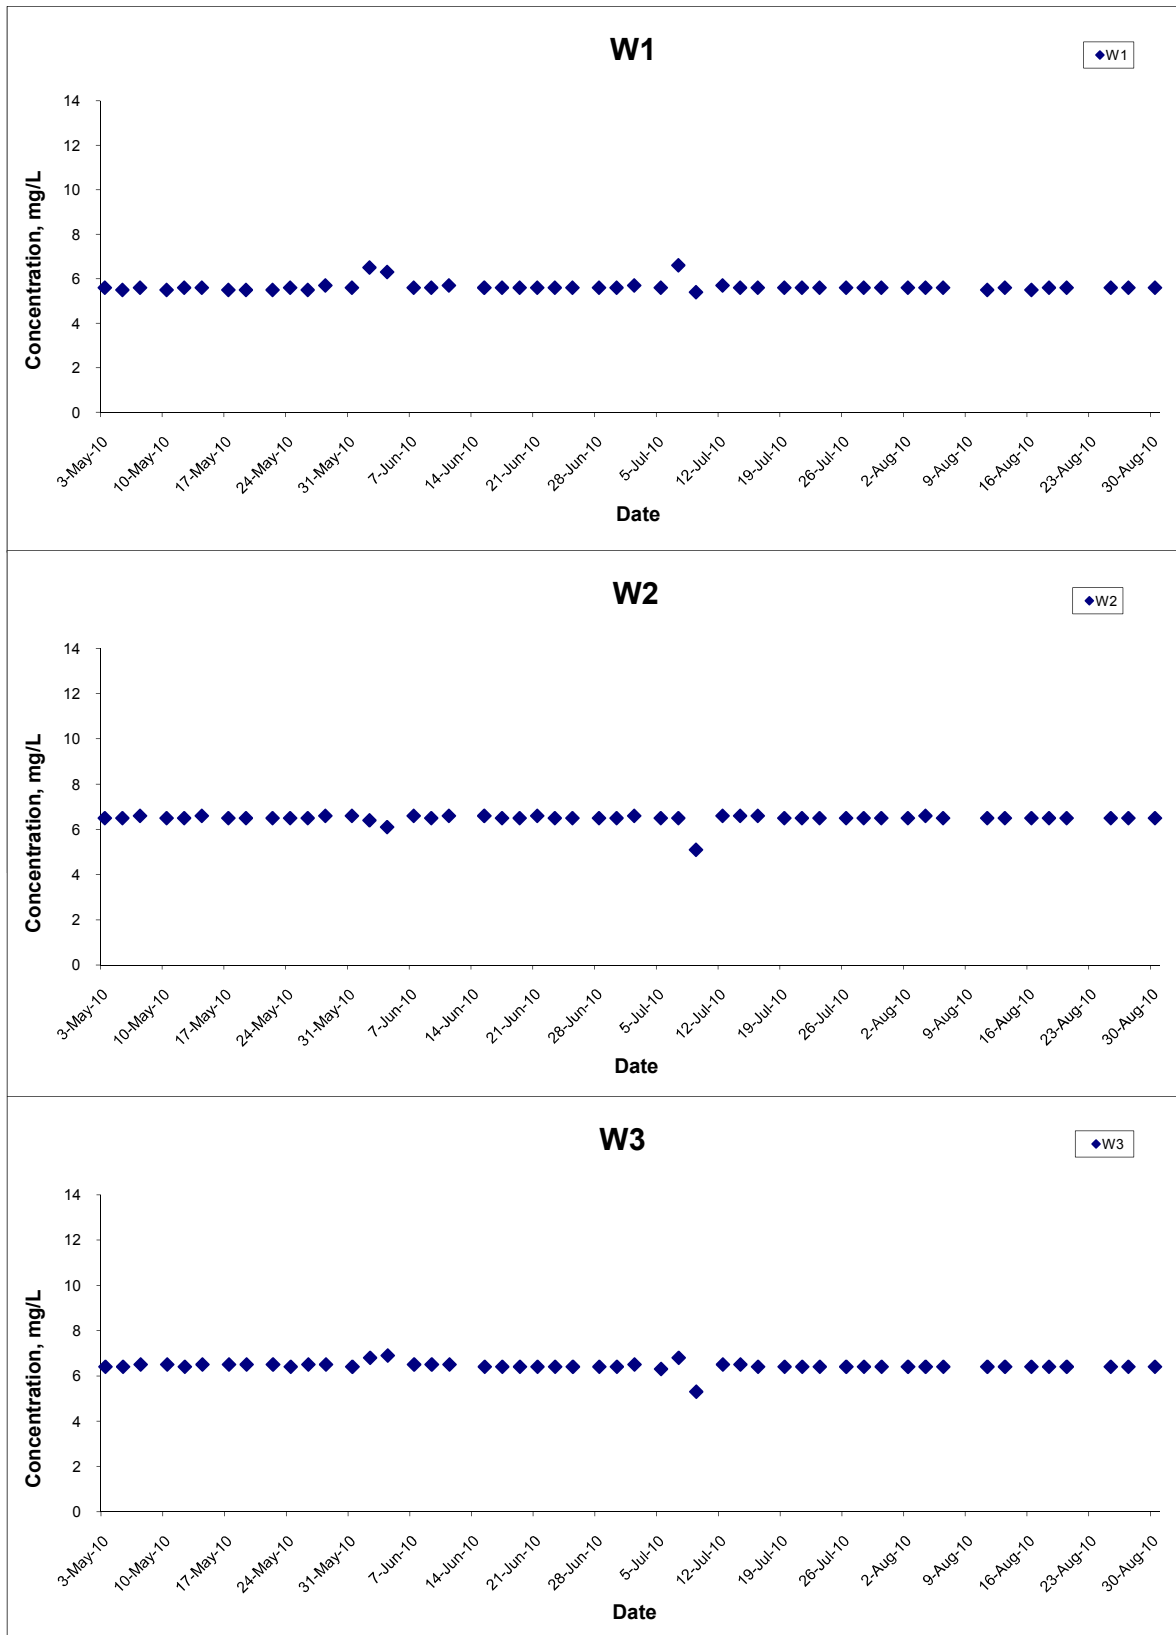 W1
W1
Concentration, mg/L
14
12
10
8
6
4
2
0
3-May-10
10-May-10
17-May-10
24-May-10
31-May-10
7-Jun-10
14-Jun-10
21-Jun-10
28-Jun-10
5-Jul-10
12-Jul-10
19-Jul-10
26-Jul-10
2-Aug-10
9-Aug-10
16-Aug-10
23-Aug-10
30-Aug-10
Date
W2
W2
Concentration, mg/L
14
12
10
8
6
4
2
0
3-May-10
10-May-10
17-May-10
24-May-10
31-May-10
7-Jun-10
14-Jun-10
21-Jun-10
28-Jun-10
5-Jul-10
12-Jul-10
19-Jul-10
26-Jul-10
2-Aug-10
9-Aug-10
16-Aug-10
23-Aug-10
30-Aug-10
Date
W3
W3
Concentration, mg/L
14
12
10
8
6
4
2
0
3-May-10
10-May-10
17-May-10
24-May-10
31-May-10
7-Jun-10
14-Jun-10
21-Jun-10
28-Jun-10
5-Jul-10
12-Jul-10
19-Jul-10
26-Jul-10
2-Aug-10
9-Aug-10
16-Aug-10
23-Aug-10
30-Aug-10
Date